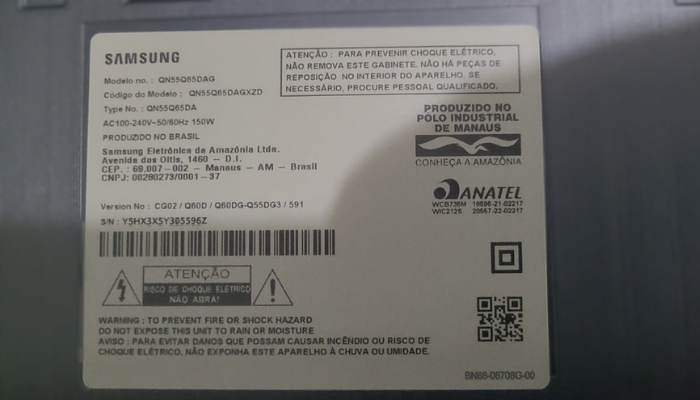 SAMSUNG
Modelo no. : QN55Q65DAG
Código do Modelo : QN55Q65DAGXZD
Type No. : QN55Q65DA
AC100-240V~50/60Hz 150W
PRODUZIDO NO BRASIL
Samsung Eletrônica da Amazônia Ltda.
Avenida dos Oitis, 1460 - D.I.
CEP. : 69.007-002 - Manaus - AM - Brasil
CNPJ: 00280273/0001-37
Version No : CG02 / Q60D / Q60DG-Q55DG3 / 591
S/N : Y5HX3X5Y305596Z
ATENÇÃO
RISCO DE CHOQUE ELÉTRICO
NÃO ABRA!
WARNING : TO PREVENT FIRE OR SHOCK HAZARD
DO NOT EXPOSE THIS UNIT TO RAIN OR MOISTURE
AVISO : PARA EVITAR DANOS QUE POSSAM CAUSAR INCÊNDIO OU RISCO DE
CHOQUE ELÉTRICO, NÃO EXPONHA ESTE APARELHO À CHUVA OU UMIDADE.
ATENÇÃO : PARA PREVENIR CHOQUE ELÉTRICO,
NÃO REMOVA ESTE GABINETE. NÃO HÁ PEÇAS DE
REPOSIÇÃO NO INTERIOR DO APARELHO. SE
NECESSÁRIO, PROCURE PESSOAL QUALIFICADO.
PRODUZIDO NO
PÓLO INDUSTRIAL
DE MANAUS
CONHEÇA A AMAZÔNIA
ANATEL
WCB736M 16596-21-02217
WIC212S 20567-22-02217
BN68-06708G-00